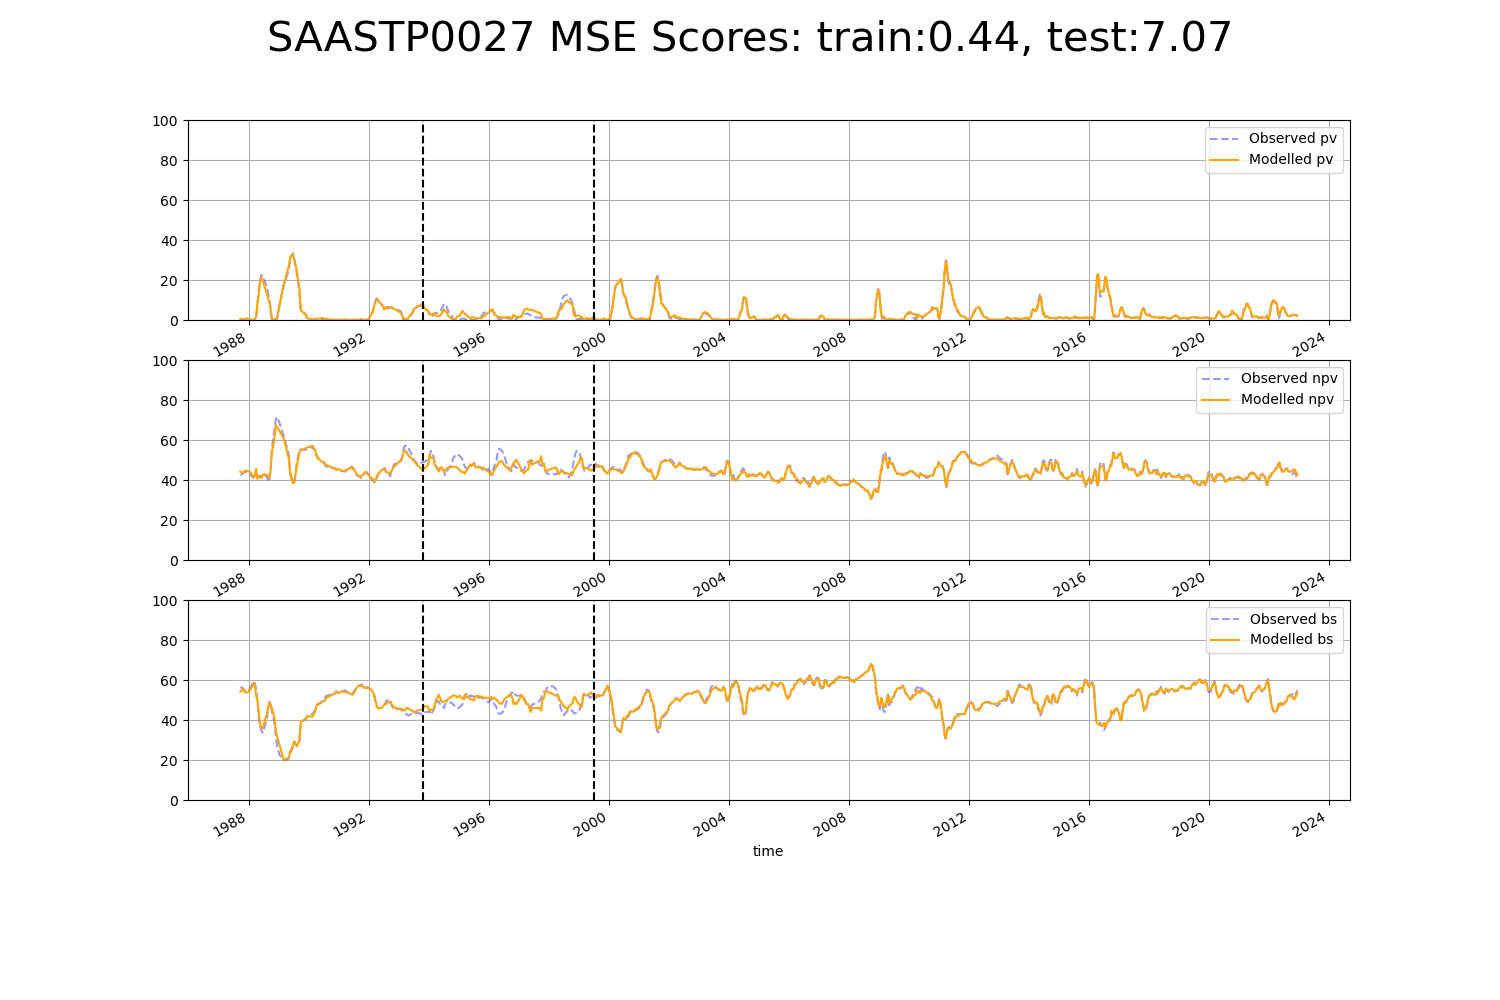 SAASTP0027 MSE Scores: train:0.44, test:7.07
100
80
60
40
20
0
Observed pv
Modelled pv
1988 1992 1996 2000 2004 2008 2012 2016 2020 2024
100
80
60
40
20
0
Observed npv
Modelled npv
1988 1992 1996 2000 2004 2008 2012 2016 2020 2024
100
80
60
40
20
0
Observed bs
Modelled bs
1988 1992 1996 2000 2004 2008 2012 2016 2020 2024
time